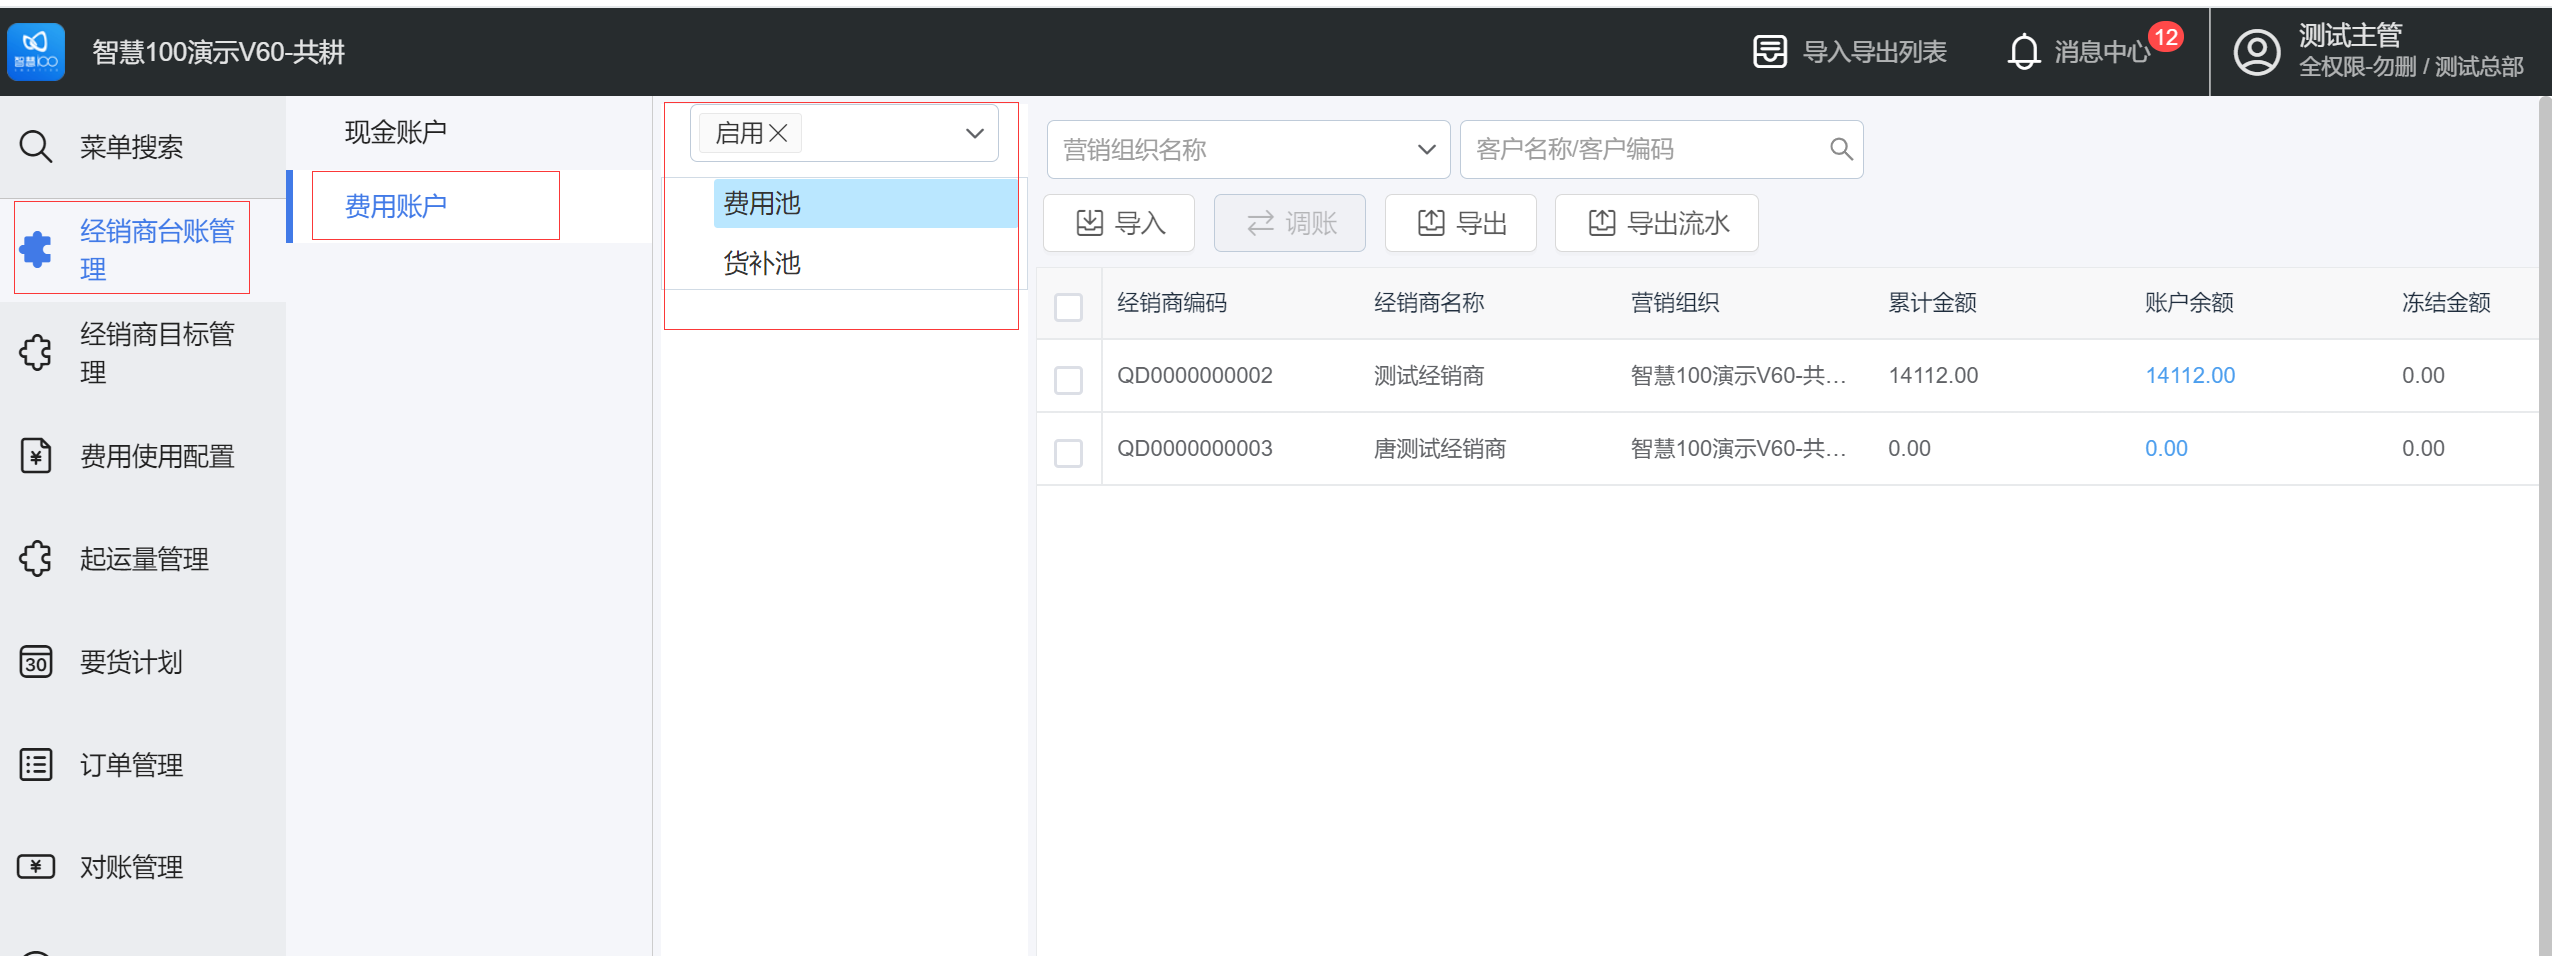 智慧100
智慧100演示V60-共耕
导入导出列表
消息中心
12
测试主管
全权限-勿删 / 测试总部
菜单搜索
经销商台账管
理
经销商目标管
理
费用使用配置
起运量管理
30
要货计划
订单管理
对账管理
现金账户
费用账户
启用
费用池
货补池
营销组织名称
客户名称/客户编码
导入
调账
导出
导出流水
经销商编码 经销商名称 营销组织 累计金额 账户余额 冻结金额
QD0000000002 测试经销商 智慧100演示V60-共... 14112.00 14112.00 0.00
QD0000000003 唐测试经销商 智慧100演示V60-共... 0.00 0.00 0.00